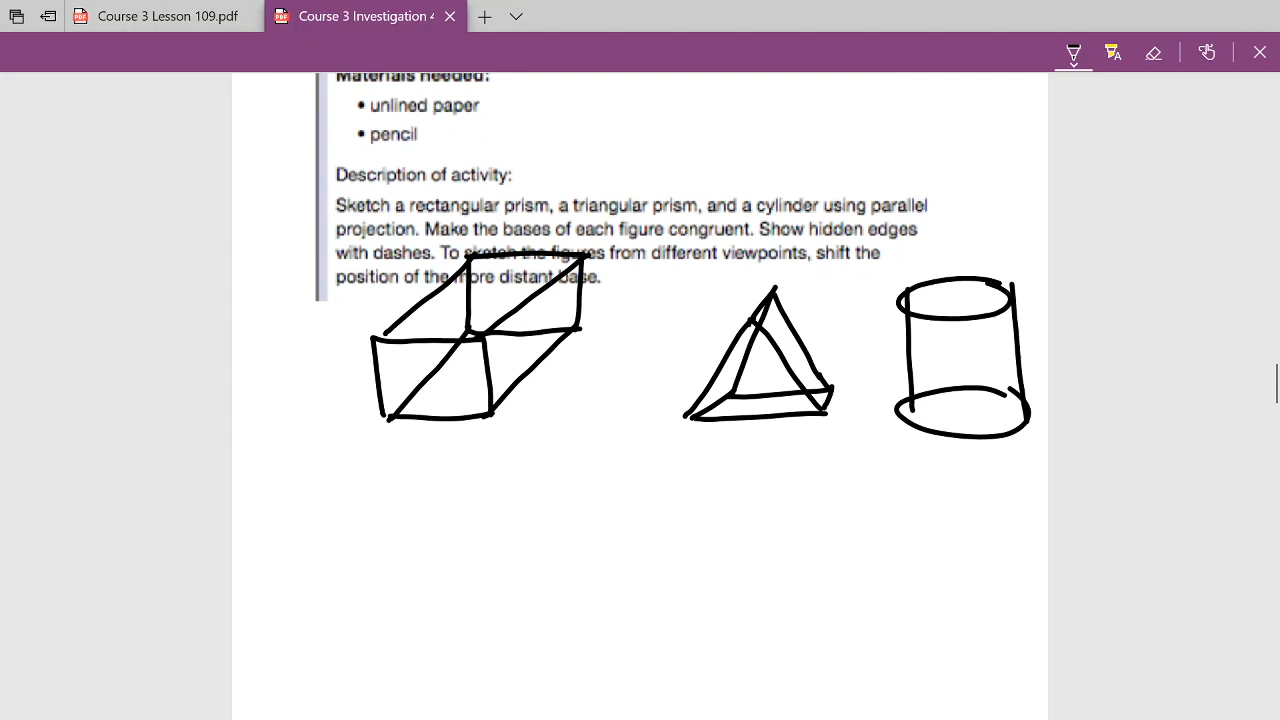 Course 3 Lesson 109.pdf
Course 3 Investigation 4
Materials needed:
• unlined paper
• pencil
Description of activity:
Sketch a rectangular prism, a triangular prism, and a cylinder using parallel
projection. Make the bases of each figure congruent. Show hidden edges
with dashes. To sketch the figures from different viewpoints, shift the
position of the more distant base.